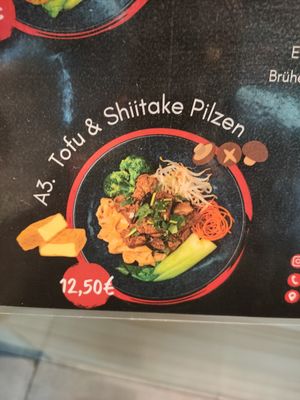 E
Brühe
A3. Tofu & Shiitake Pilzen
12,50€